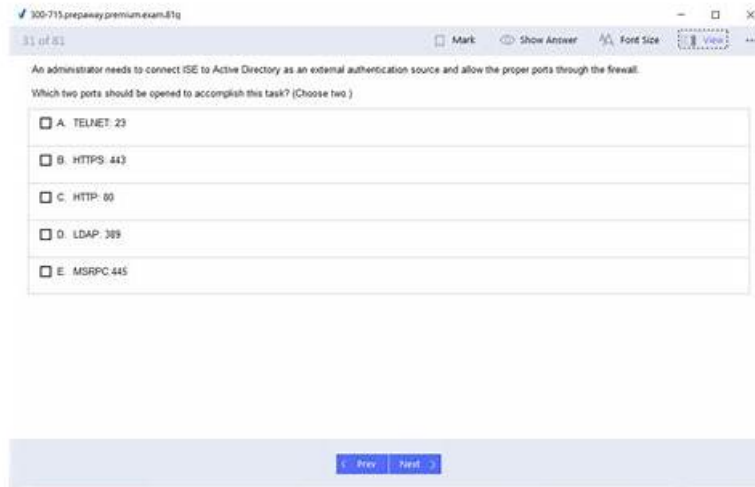 300-715.prepaway.premium.exam.81q
31 of 81
Mark
Show Answer
Font Size
View
An administrator needs to connect ISE to Active Directory as an external authentication source and allow the proper ports through the firewall.
Which two ports should be opened to accomplish this task? (Choose two.)
A. TELNET: 23
B. HTTPS: 443
C. HTTP: 80
D. LDAP: 389
E. MSRPC:445
Prev
Next